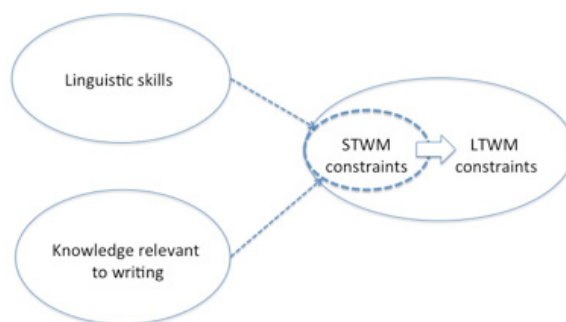 Linguistic skills
STWM
constraints
LTWM
constraints
Knowledge relevant
to writing